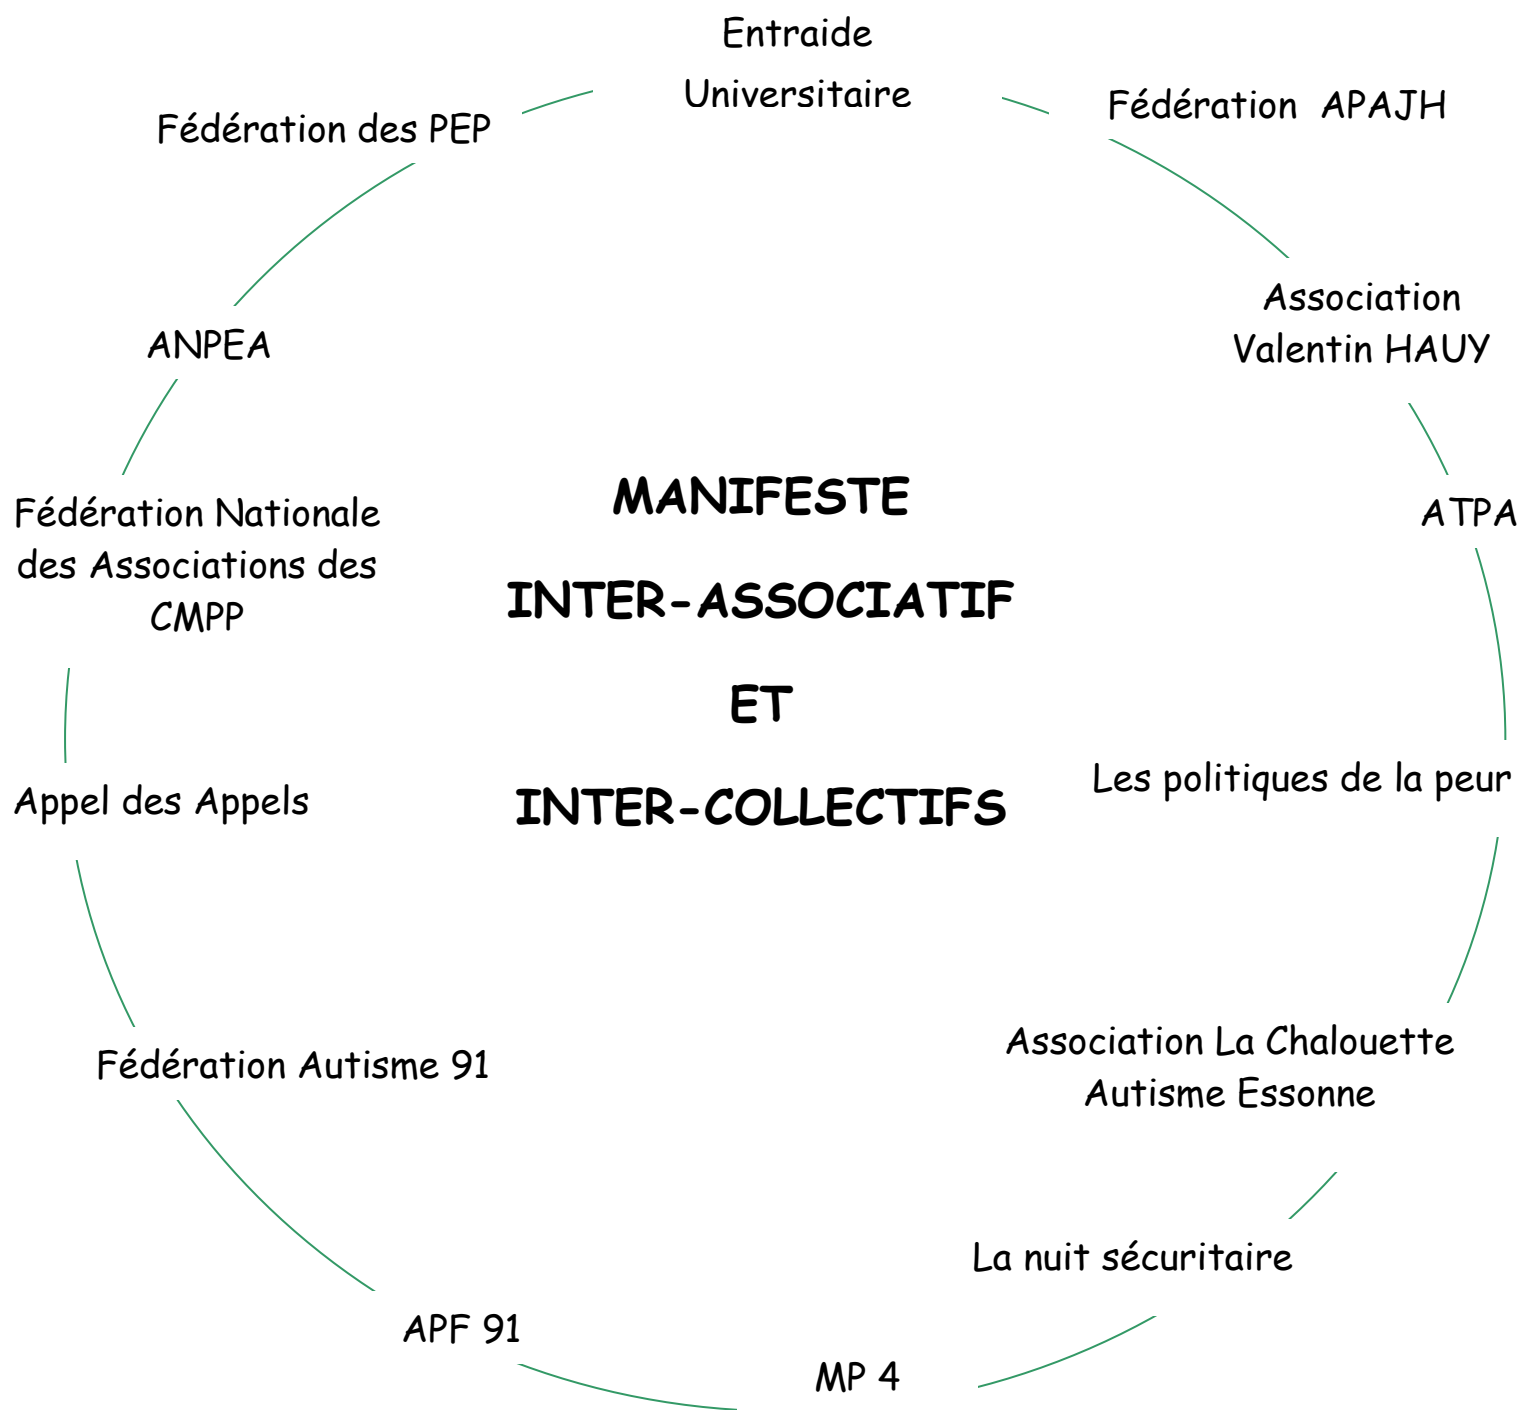 Entraide
Universitaire
Fédération APAJH
Fédération des PEP
Association
Valentin HAUY
ANPEA
MANIFESTE
INTER-ASSOCIATIF
ET
INTER-COLLECTIFS
Fédération Nationale
des Associations des
CMPP
ATPA
Les politiques de la peur
Appel des Appels
Association La Chalouette
Autisme Essonne
Fédération Autisme 91
La nuit sécuritaire
APF 91
MP 4